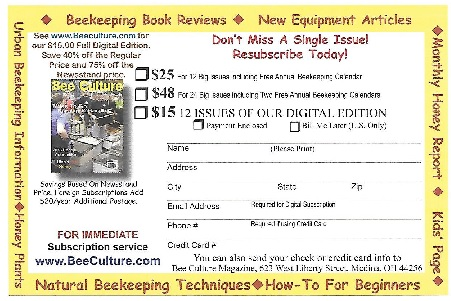 ◆ Beekeeping Book Reviews ◆ New Equipment Articles
Urban Beekeeping Information ◆ Honey Plants
See www.BeeCulture.com for
our $15.00 Full Digital Edition.
Save 40% off the Regular
Price and 75% off the
Newsstand price.
Bee Culture
Savings Based On Newsstand
Price. Foreign Subscriptions Add
$20/year Additional Postage.
FOR IMMEDIATE
Subscription service
www.BeeCulture.com
Don't Miss A Single Issue!
Resubscribe Today!
$25 For 12 Big Issues Including Free Annual Beekeeping Calendar
$48 For 24 Big Issues Including Two Free Annual Beekeeping Calendars
$15 12 ISSUES OF OUR DIGITAL EDITION
Payment Enclosed Bill Me Later (U.S. Only)
Name (Please Print)
Address
City State Zip
Email Address Required for Digital Subscription
Phone # Required if using Credit Card
Credit Card #
You can also send your check or credit card info to
Bee Culture Magazine, 623 West Liberty Street, Medina, OH 44256
◆ Monthly Honey Report ◆ Kids' Page ◆
Natural Beekeeping Techniques ◆ How-To For Beginners